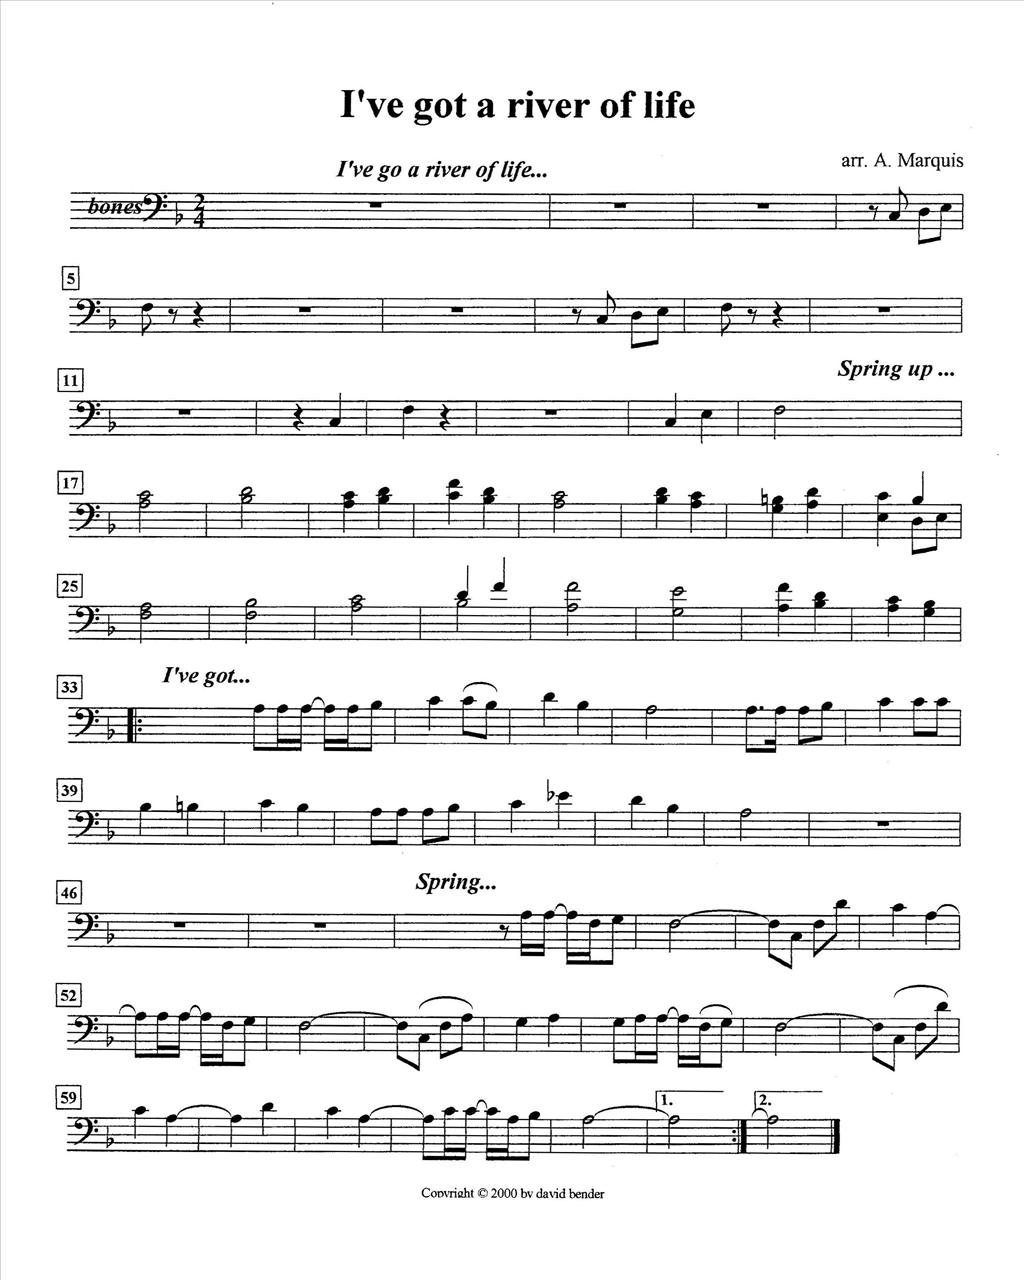 I've got a river of life
arr. A. Marquis
I've go a river of life...
bones
2
4
5
Spring up ...
11
17
25
I've got...
33
39
Spring...
46
52
59
1.
2.
Copyright © 2000 by david bender